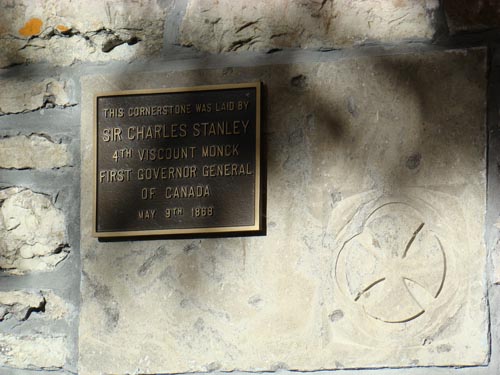 THIS CORNERSTONE WAS LAID BY
SIR CHARLES STANLEY
4TH VISCOUNT MONCK
FIRST GOVERNOR GENERAL
OF CANADA
MAY 9TH 1868